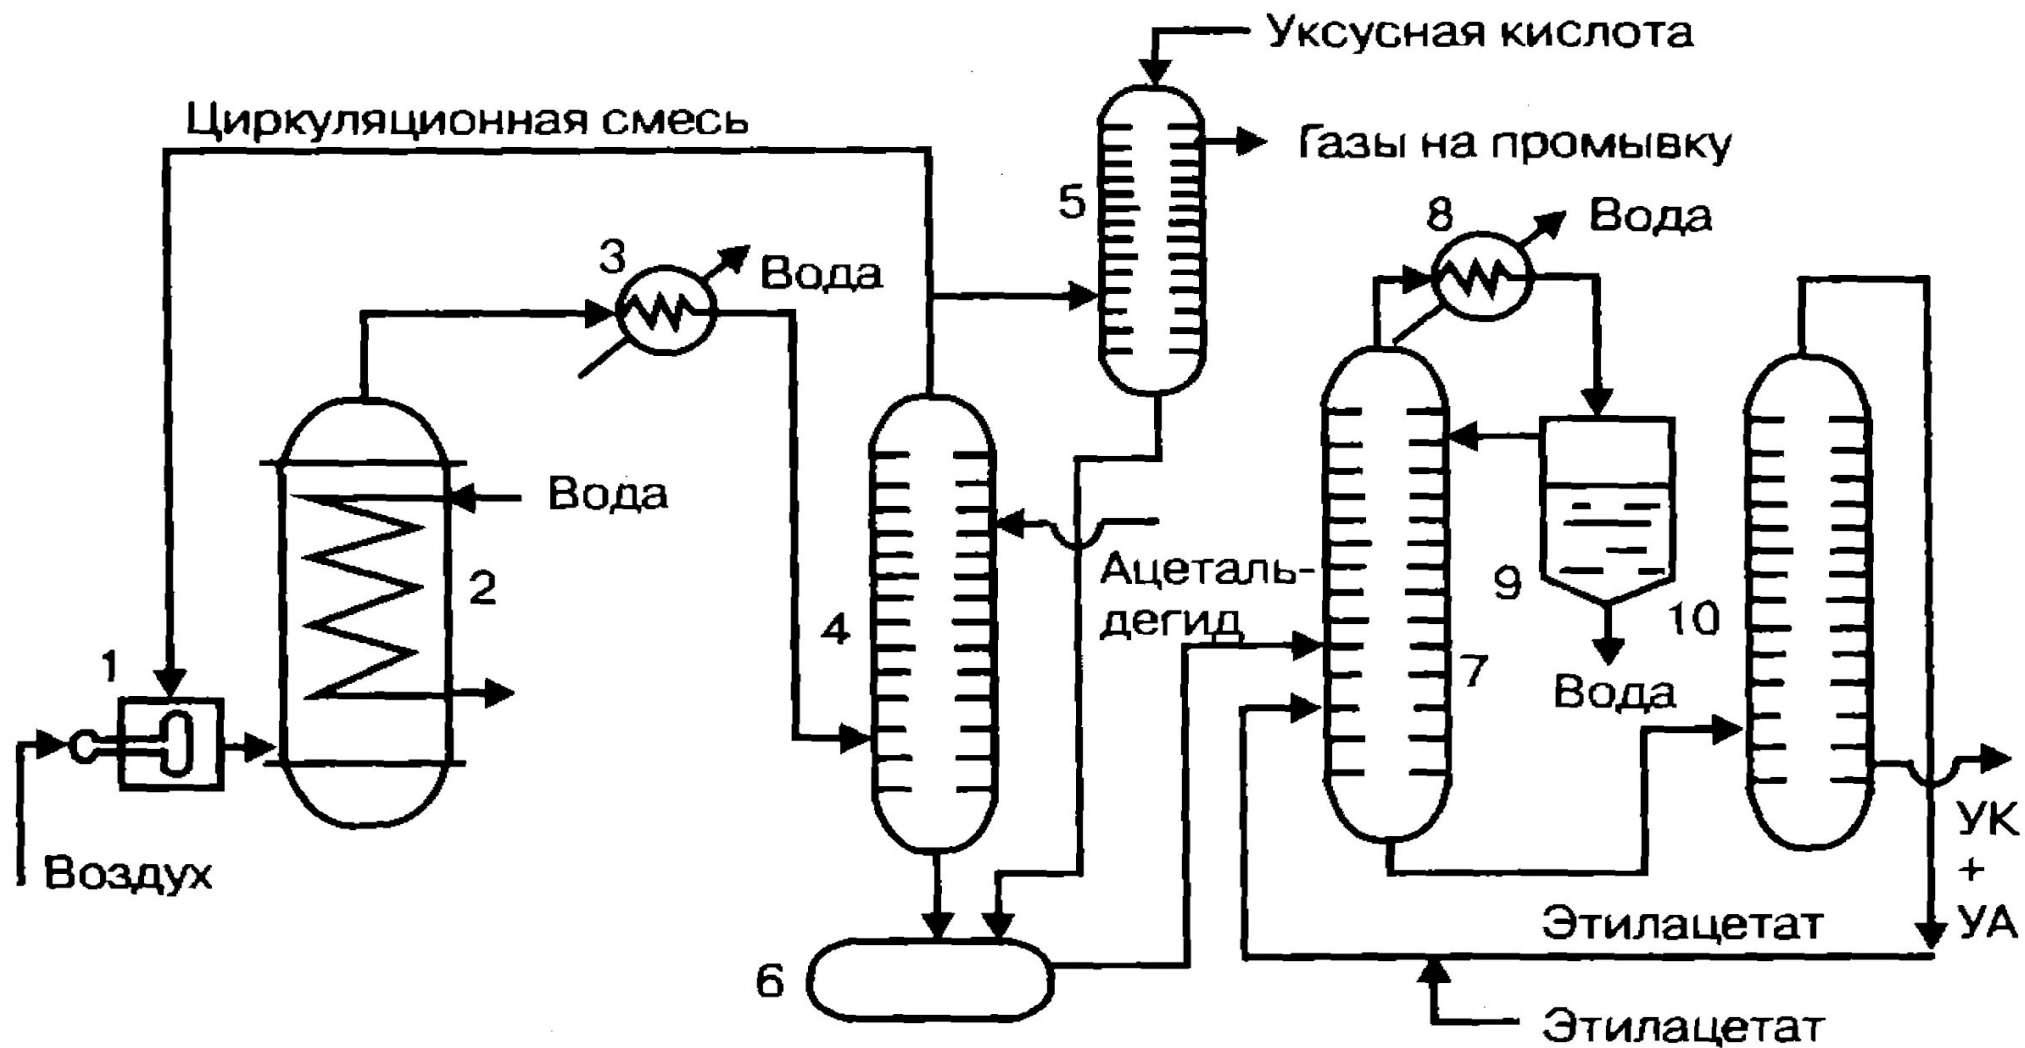 Уксусная кислота
Циркуляционная смесь
Газы на промывку
5
8
Вода
3
Вода
Вода
2
Ацеталь-
дегид
9
10
4
1
7
Вода
УК
+
УА
Воздух
Этилацетат
6
Этилацетат